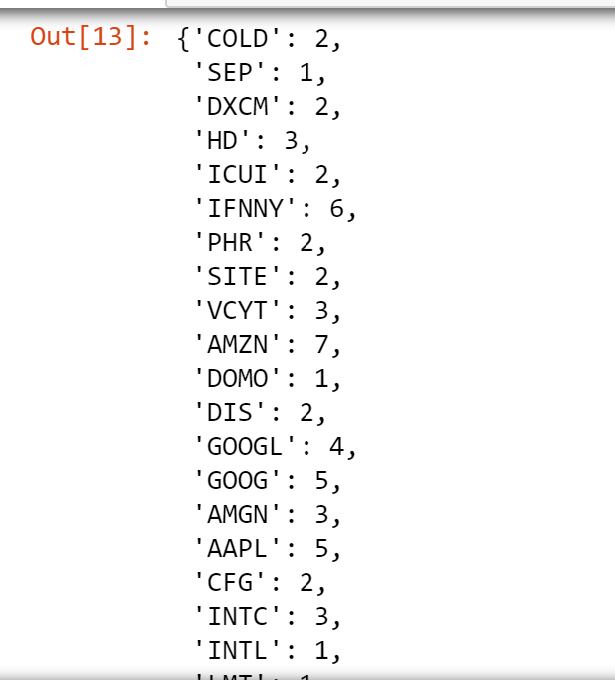 Out[13]: {'COLD': 2,
'SEP': 1,
'DXCM': 2,
'HD': 3,
'ICUI': 2,
'IFNNY': 6,
'PHR': 2,
'SITE': 2,
'VCYT': 3,
'AMZN': 7,
'DOMO': 1,
'DIS': 2,
'GOOGL': 4,
'GOOG': 5,
'AMGN': 3,
'AAPL': 5,
'CFG': 2,
'INTC': 3,
'INTL': 1,